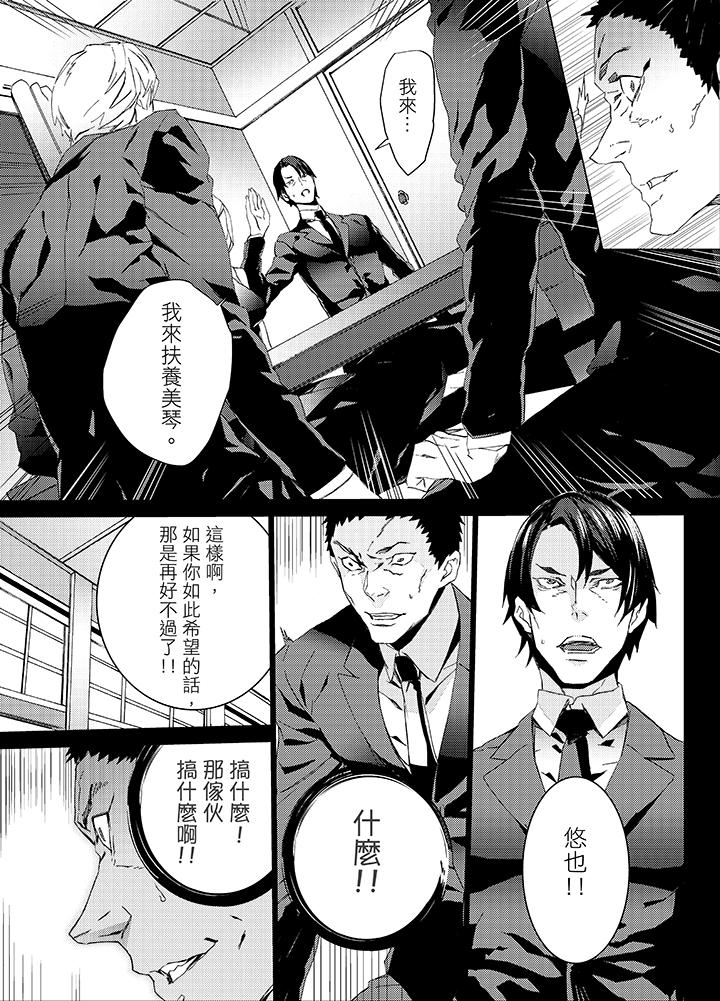 我來…
我來扶養美琴。
悠也!!
什麼!!
這樣啊，
如果你如此希望的話，
那是再好不過了!!
搞什麼！
那傢伙
搞什麼啊!!